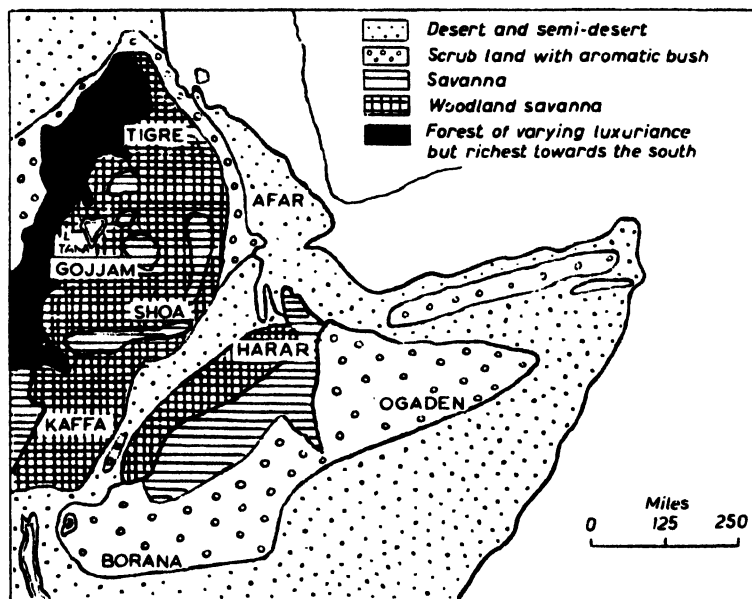 Desert and semi-desert
Scrub land with aromatic bush
Savanna
Woodland savanna
Forest of varying luxuriance
but richest towards the south
TIGRE
AFAR
L.
TANA
GOJJAM
SHOA
HARAR
OGADEN
KAFFA
Miles
0 125 250
BORANA